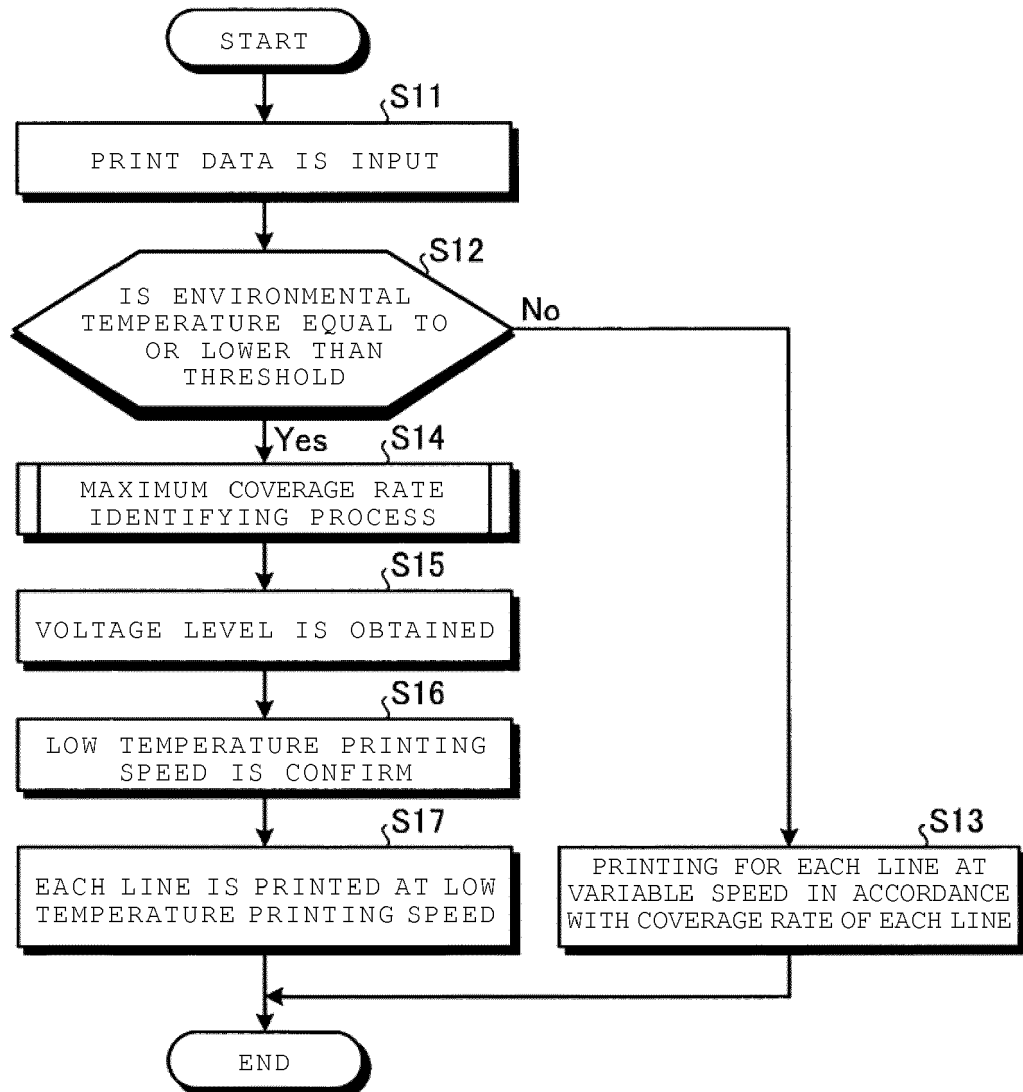 START
S11
PRINT DATA IS INPUT
S12
IS ENVIRONMENTAL
TEMPERATURE EQUAL TO
OR LOWER THAN
THRESHOLD
No
Yes
S14
MAXIMUM COVERAGE RATE
IDENTIFYING PROCESS
S15
VOLTAGE LEVEL IS OBTAINED
S16
LOW TEMPERATURE PRINTING
SPEED IS CONFIRM
S17
EACH LINE IS PRINTED AT LOW
TEMPERATURE PRINTING SPEED
S13
PRINTING FOR EACH LINE AT
VARIABLE SPEED IN ACCORDANCE
WITH COVERAGE RATE OF EACH LINE
END